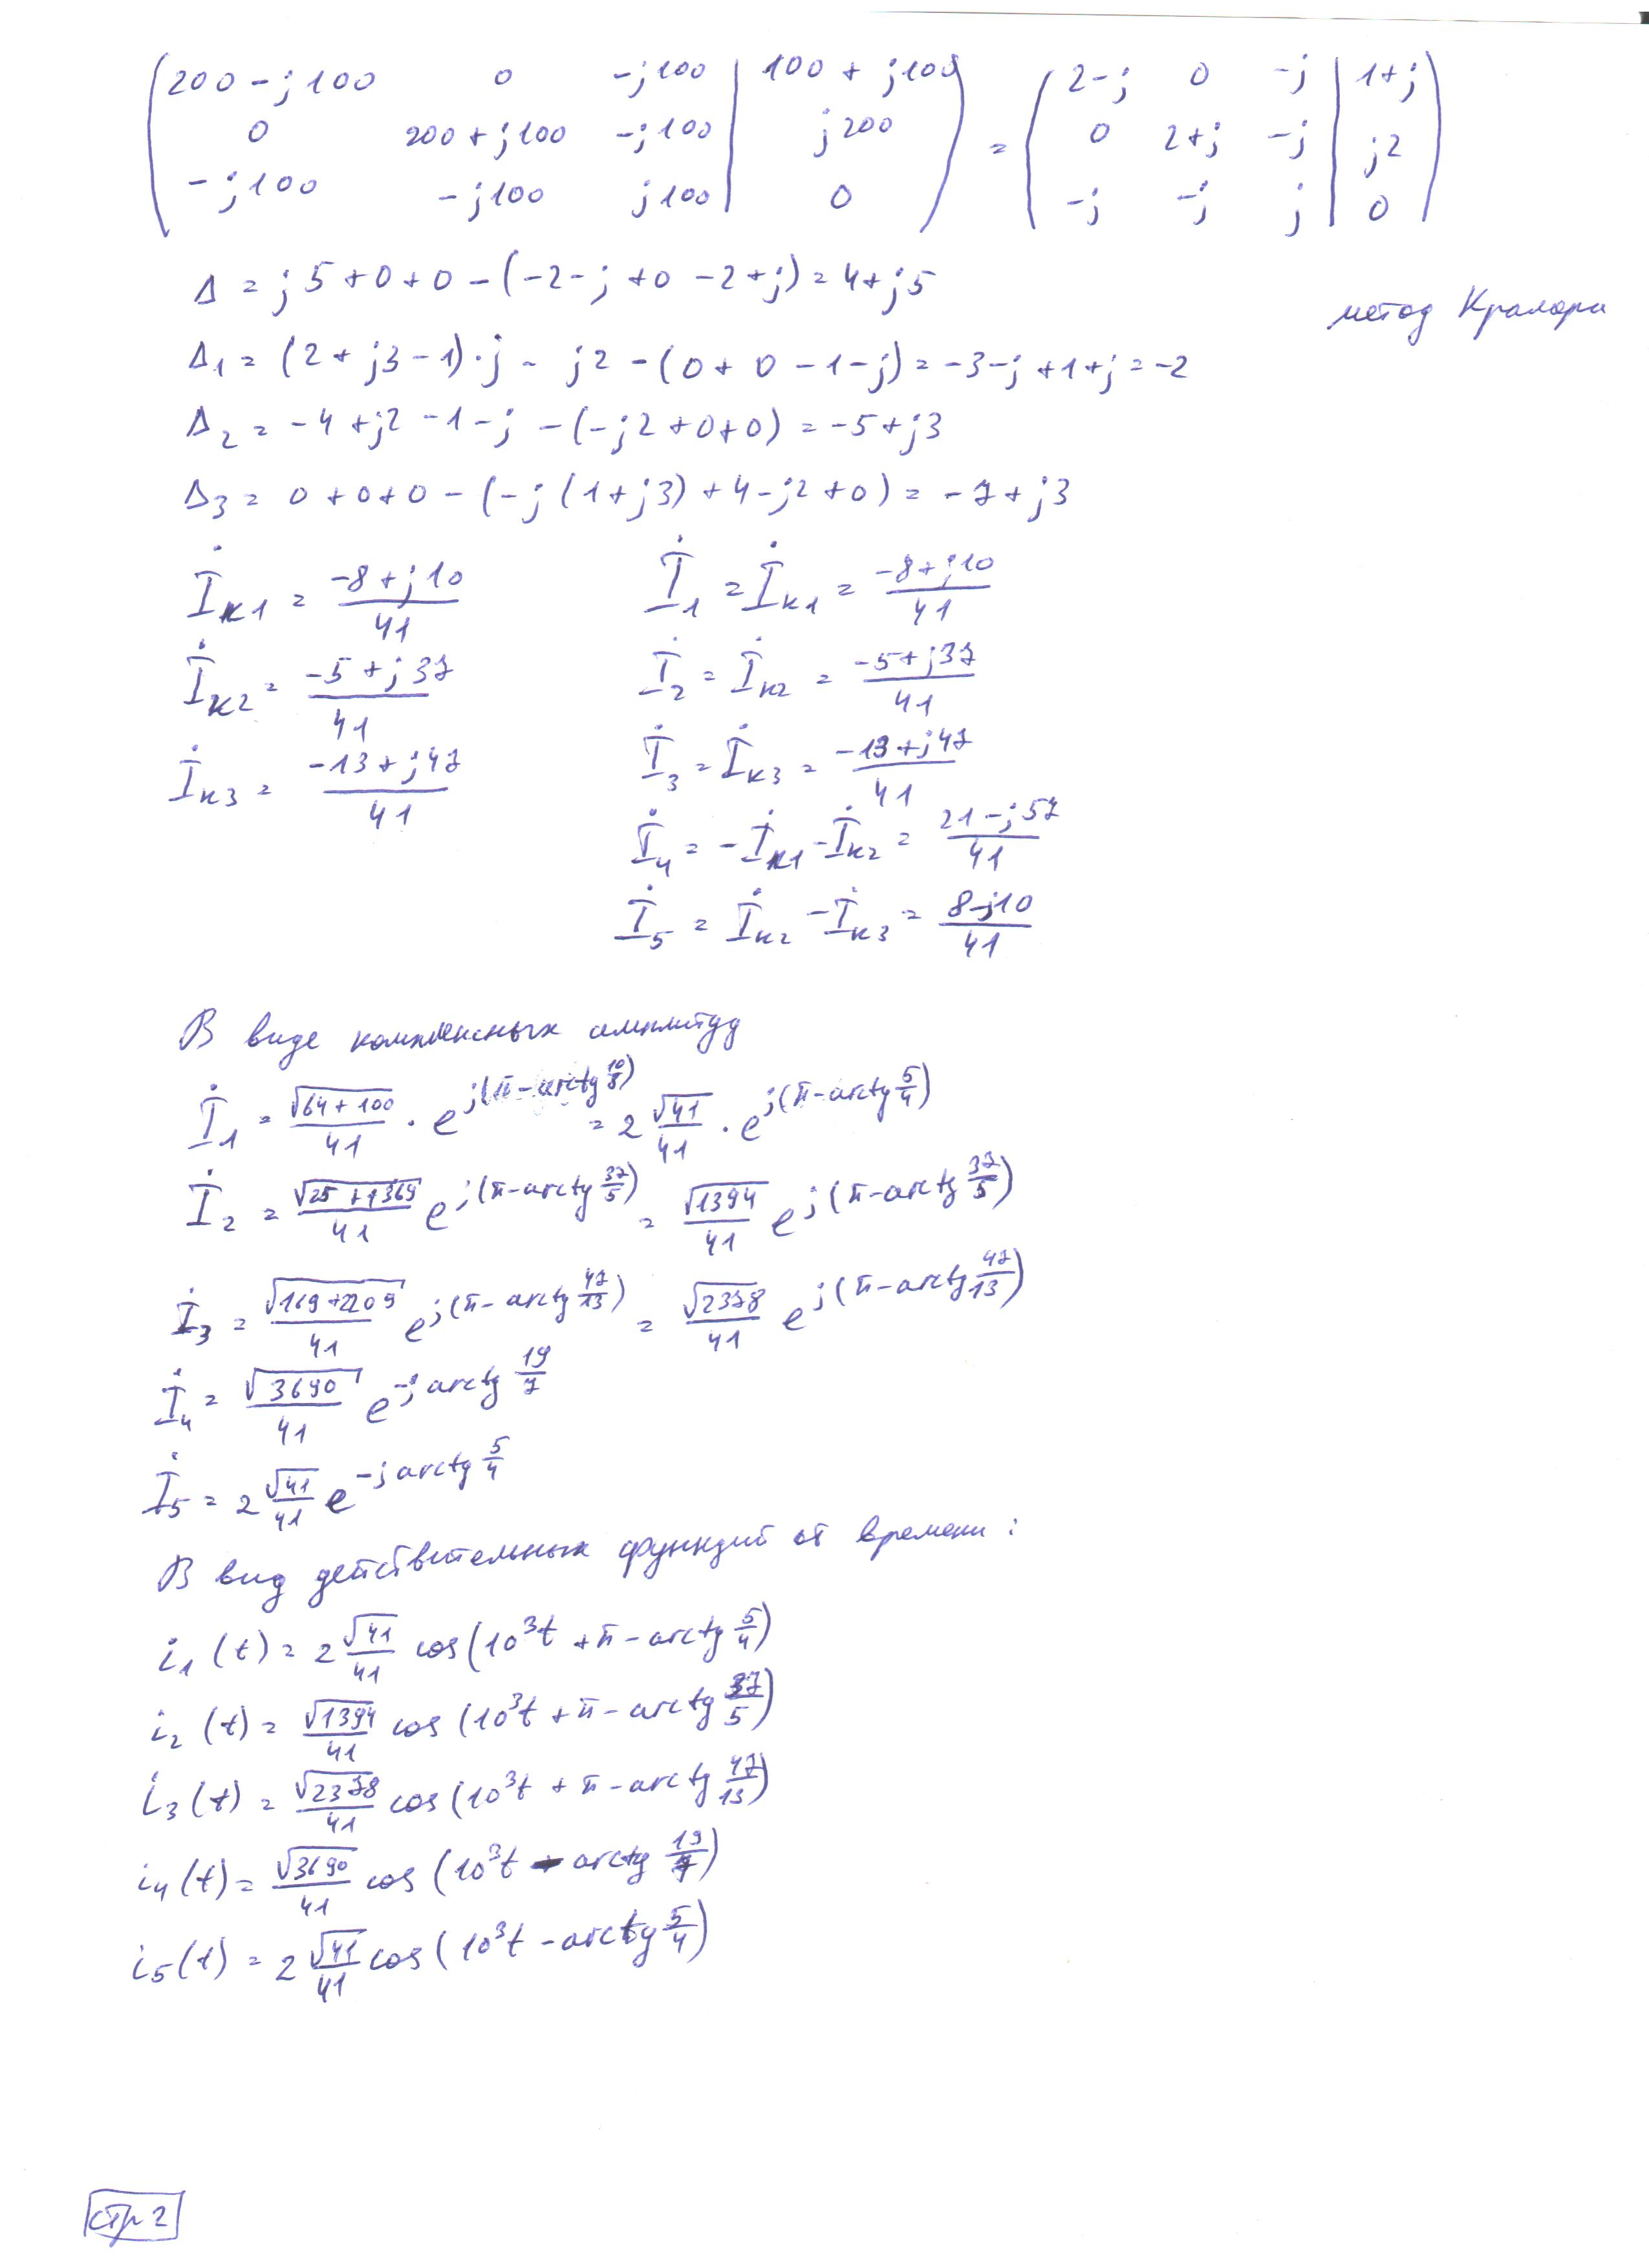 (200 - j100 0 -j100 | 100 + j100) = (2-j 0 -j | 1+j)
(0 200 + j100 -j100 | j200) (0 2+j -j | j2)
(-j100 -j100 j100 | 0) (-j -j j | 0)
Δ = j5 + 0 + 0 - (-2 - j + 0 - 2 + j) = 4 + j5
метод Крамера
Δ₁ = (2 + j3 - 1)·j - j2 - (0 + 0 - 1 - j) = -3 - j + 1 + j = -2
Δ₂ = -4 + j2 - 1 - j - (-j2 + 0 + 0) = -5 + j3
Δ₃ = 0 + 0 + 0 - (-j(1 + j3) + 4 - j2 + 0) = -7 + j3
İк1 = (-8 + j10)/41 İ1 = İк1 = (-8 + j10)/41
İк2 = (-5 + j37)/41 İ2 = İк2 = (-5 + j37)/41
İк3 = (-13 + j47)/41 İ3 = İк3 = (-13 + j47)/41
İ4 = -İк1 - İк2 = (21 - j57)/41
İ5 = İк2 - İк3 = (8 - j10)/41
В виде комплексных амплитуд
İ1 = √(64 + 100)/41 · e^{j(π - arctg 10/8)} = 2 √41/41 · e^{j(π - arctg 5/4)}
İ2 = √(25 + 1369)/41 e^{j(π - arctg 37/5)} = √1394/41 e^{j(π - arctg 37/5)}
İ3 = √(169 + 2209)/41 e^{j(π - arctg 47/13)} = √2378/41 e^{j(π - arctg 47/13)}
İ4 = √3690/41 e^{-j arctg 19/7}
İ5 = 2 √41/41 e^{-j arctg 5/4}
В вид действительных функций от времени:
i₁(t) = 2 √41/41 cos(10³t + π - arctg 5/4)
i₂(t) = √1394/41 cos(10³t + π - arctg 37/5)
i₃(t) = √2378/41 cos(10³t + π - arctg 47/13)
i₄(t) = √3690/41 cos(10³t - arctg 19/7)
i₅(t) = 2 √41/41 cos(10³t - arctg 5/4)
стр 2